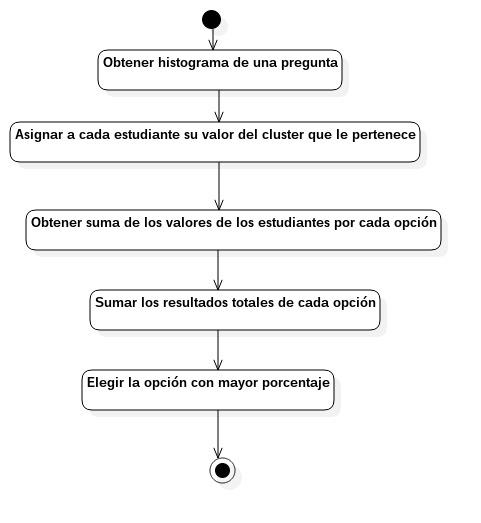 Obtener histograma de una pregunta
Asignar a cada estudiante su valor del cluster que le pertenece
Obtener suma de los valores de los estudiantes por cada opción
Sumar los resultados totales de cada opción
Elegir la opción con mayor porcentaje